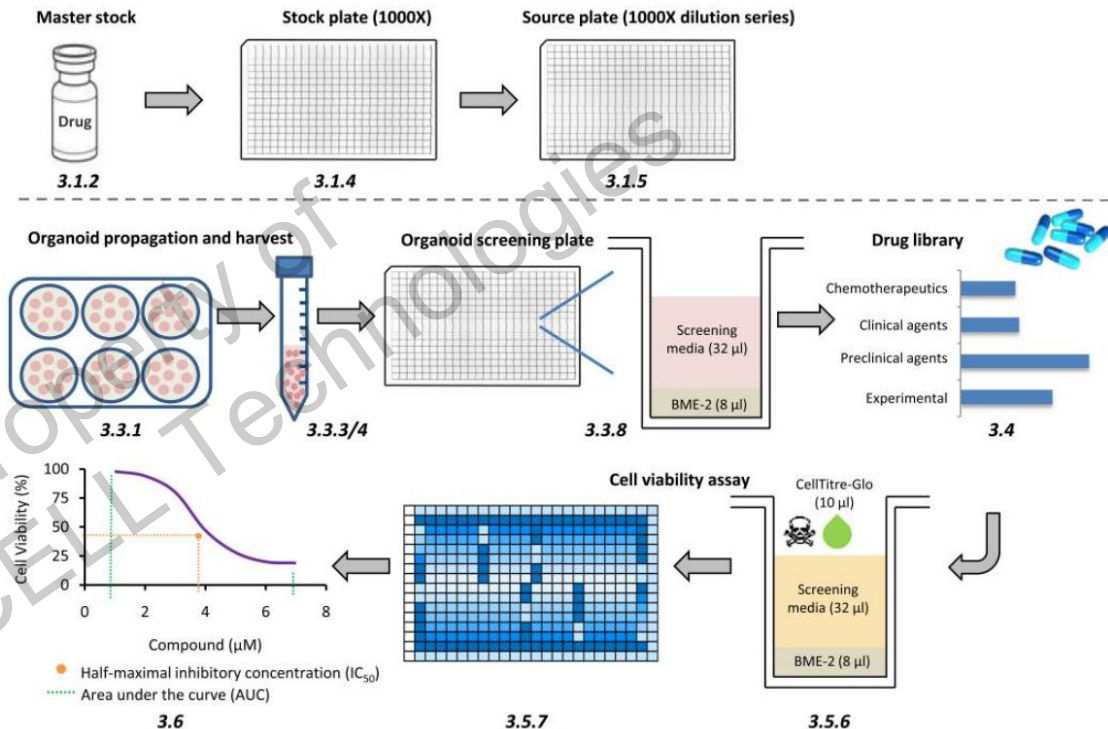 Master stock
Stock plate (1000X)
Source plate (1000X dilution series)
Drug
3.1.2
3.1.4
3.1.5
Organoid propagation and harvest
Organoid screening plate
Drug library
Screening
media (32 µl)
BME-2 (8 µl)
Chemotherapeutics
Clinical agents
Preclinical agents
Experimental
3.3.1
3.3.3/4
3.3.8
3.4
Cell viability assay
CellTitre-Glo
(10 µl)
Screening
media (32 µl)
BME-2 (8 µl)
Cell Viability (%)
100
75
50
25
0
0 2 4 6 8
Compound (µM)
Half-maximal inhibitory concentration (IC50)
Area under the curve (AUC)
3.6
3.5.7
3.5.6
Property of
CELL Technologies